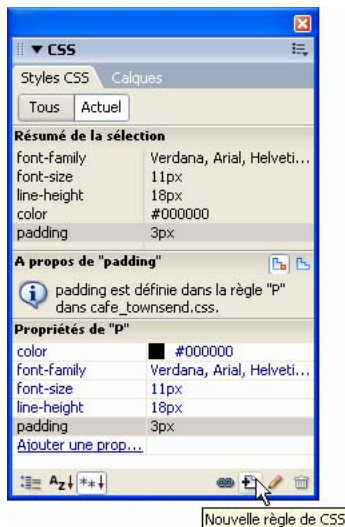 CSS
Styles CSS Calques
Tous Actuel
Résumé de la sélection
font-family Verdana, Arial, Helveti...
font-size 11px
line-height 18px
color #000000
padding 3px
A propos de "padding"
padding est définie dans la règle "P"
dans cafe_townsend.css.
Propriétés de "P"
color #000000
font-family Verdana, Arial, Helveti...
font-size 11px
line-height 18px
padding 3px
Ajouter une prop...
AZ↓ **↓
Nouvelle règle de CSS